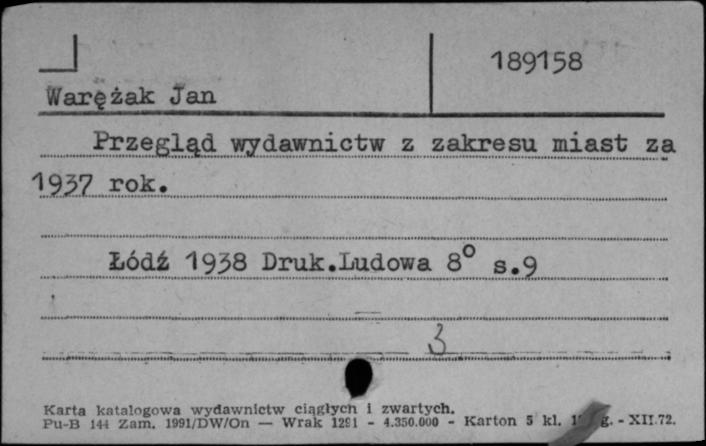 189158
Warężak Jan
Przegląd wydawnictw z zakresu miast za
1937 rok.
Łódź 1938 Druk.Ludowa 8° s.9
3
Karta katalogowa wydawnictw ciągłych i zwartych.
Pu-B 144 Zam. 1991/DW/On — Wrak 1291 - 4.350.000 - Karton 5 kl. g. - XII.72.